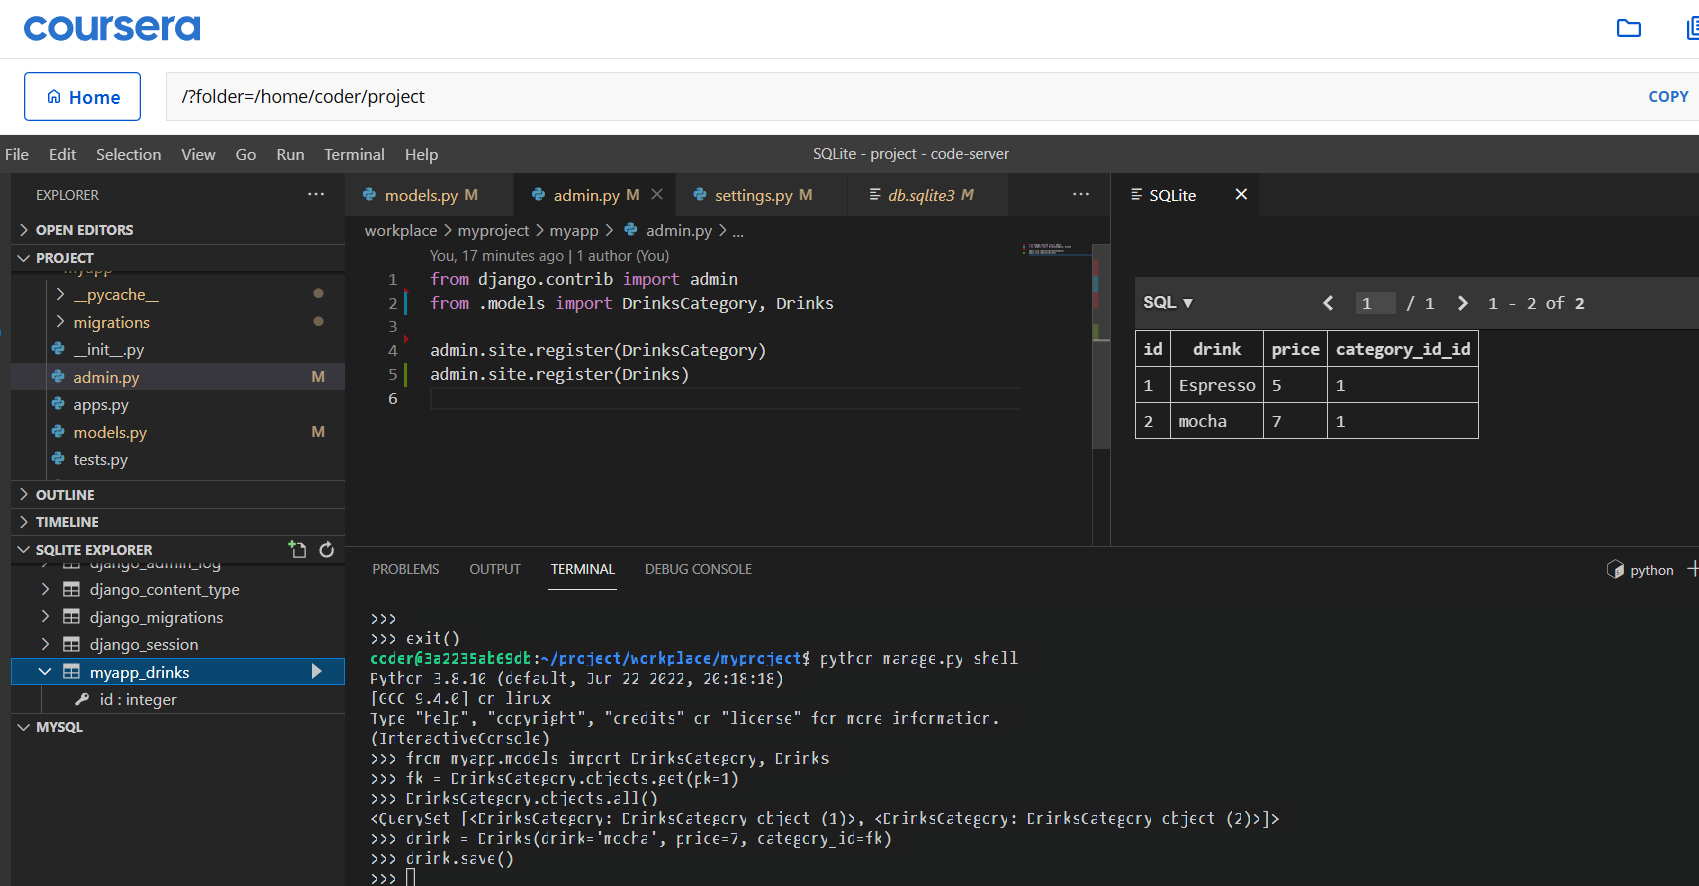 coursera
Home
/?folder=/home/coder/project
COPY
File Edit Selection View Go Run Terminal Help
SQLite - project - code-server
EXPLORER
OPEN EDITORS
PROJECT
myapp
__pycache__
migrations
__init__.py
admin.py M
apps.py
models.py M
tests.py
OUTLINE
TIMELINE
SQLITE EXPLORER
django_admin_log
django_content_type
django_migrations
django_session
myapp_drinks
id : integer
MYSQL
models.py M admin.py M settings.py M db.sqlite3 M
workplace > myproject > myapp > admin.py > ...
You, 17 minutes ago | 1 author (You)
1 from django.contrib import admin
2 from .models import DrinksCategory, Drinks
3
4 admin.site.register(DrinksCategory)
5 admin.site.register(Drinks)
6
SQLite
SQL ▼ 1 / 1 1 - 2 of 2
id drink price category_id_id
1 Espresso 5 1
2 mocha 7 1
PROBLEMS OUTPUT TERMINAL DEBUG CONSOLE
python
>>>
>>> exit()
coder@3a2235ab69db:~/project/workplace/myproject$ python manage.py shell
Python 3.8.10 (default, Jun 22 2022, 20:18:18)
[GCC 9.4.0] on linux
Type "help", "copyright", "credits" or "license" for more information.
(InteractiveConsole)
>>> from myapp.models import DrinksCategory, Drinks
>>> fk = DrinksCategory.objects.get(pk=1)
>>> DrinksCategory.objects.all()
<QuerySet [<DrinksCategory: DrinksCategory object (1)>, <DrinksCategory: DrinksCategory object (2)>]>
>>> drink = Drinks(drink='mocha', price=7, category_id=fk)
>>> drink.save()
>>>